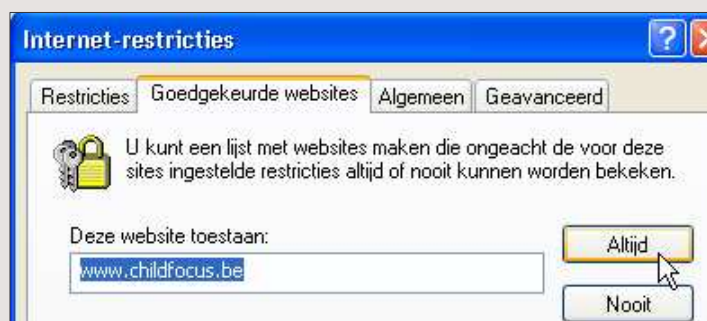 Internet-restricties
Restricties Goedgekeurde websites Algemeen Geavanceerd
U kunt een lijst met websites maken die ongeacht de voor deze
sites ingestelde restricties altijd of nooit kunnen worden bekeken.
Deze website toestaan:
www.childfocus.be
Altijd
Nooit